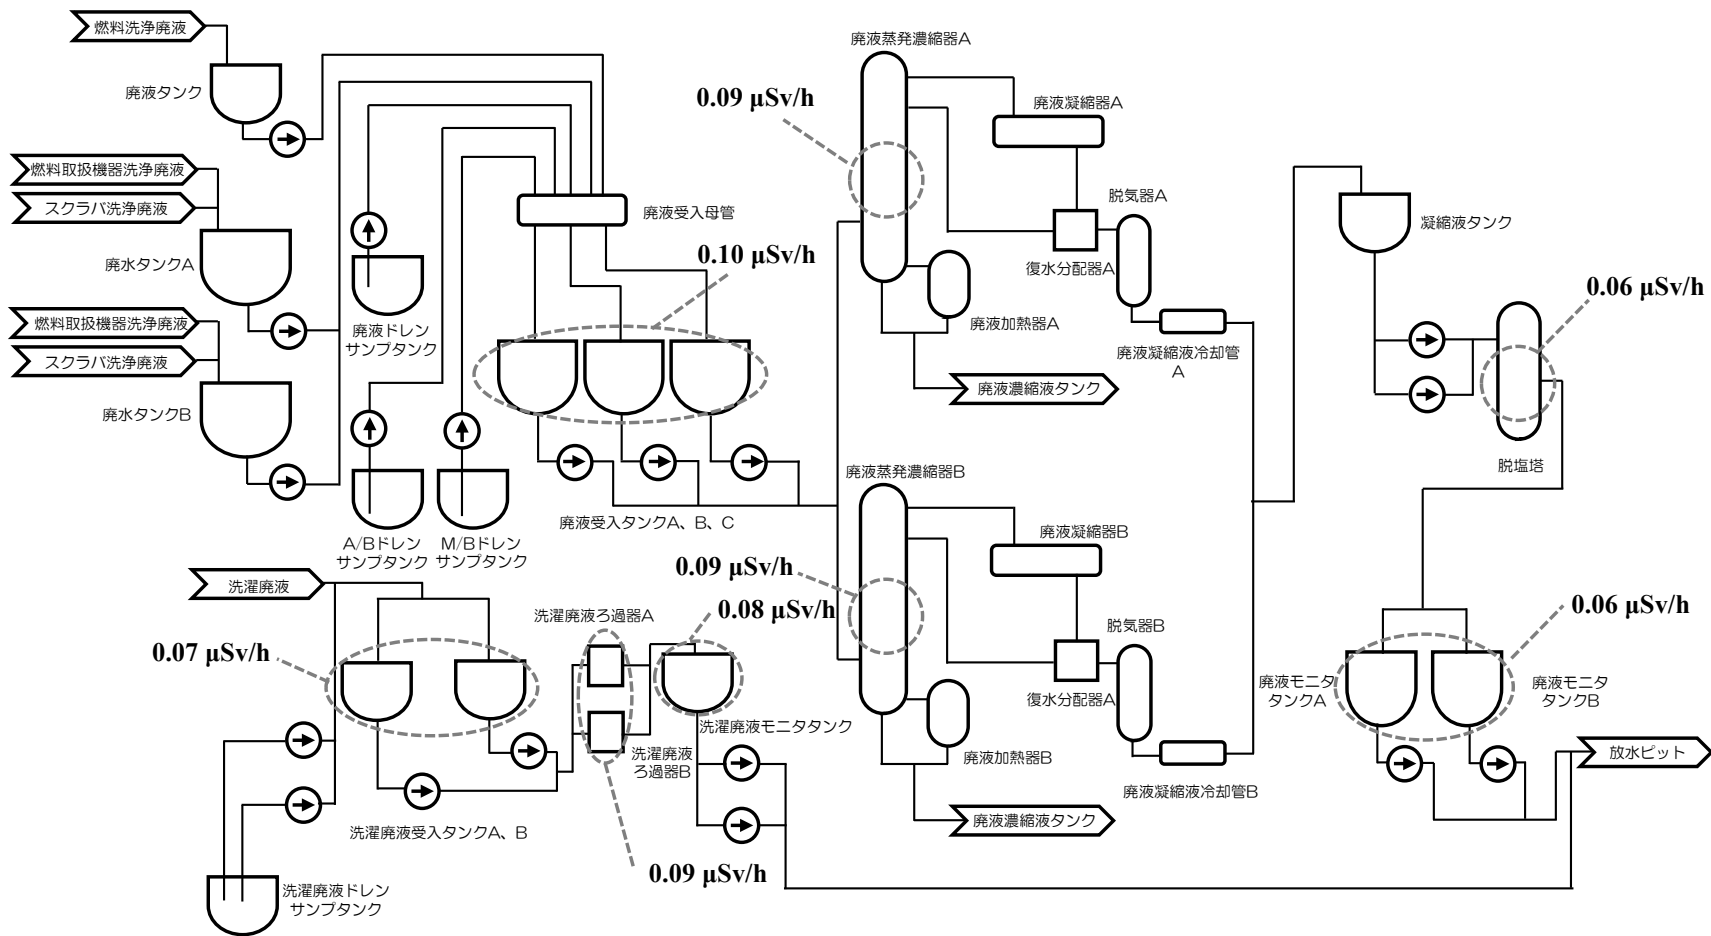 燃料洗浄廃液
廃液タンク
燃料取扱機器洗浄廃液
スクラバ洗浄廃液
廃水タンクA
燃料取扱機器洗浄廃液
スクラバ洗浄廃液
廃水タンクB
廃液ドレン
サンプタンク
A/Bドレン
サンプタンク
M/Bドレン
サンプタンク
廃液受入母管
0.10 μSv/h
廃液受入タンクA、B、C
廃液蒸発濃縮器A
0.09 μSv/h
廃液凝縮器A
脱気器A
復水分配器A
廃液加熱器A
廃液凝縮液冷却管
A
廃液濃縮液タンク
廃液蒸発濃縮器B
0.09 μSv/h
廃液凝縮器B
脱気器B
復水分配器A
廃液加熱器B
廃液凝縮液冷却管B
廃液濃縮液タンク
凝縮液タンク
0.06 μSv/h
脱塩塔
0.06 μSv/h
廃液モニタ
タンクA
廃液モニタ
タンクB
放水ピット
洗濯廃液
0.07 μSv/h
洗濯廃液受入タンクA、B
洗濯廃液ドレン
サンプタンク
洗濯廃液ろ過器A
0.08 μSv/h
洗濯廃液モニタタンク
洗濯廃液
ろ過器B
0.09 μSv/h